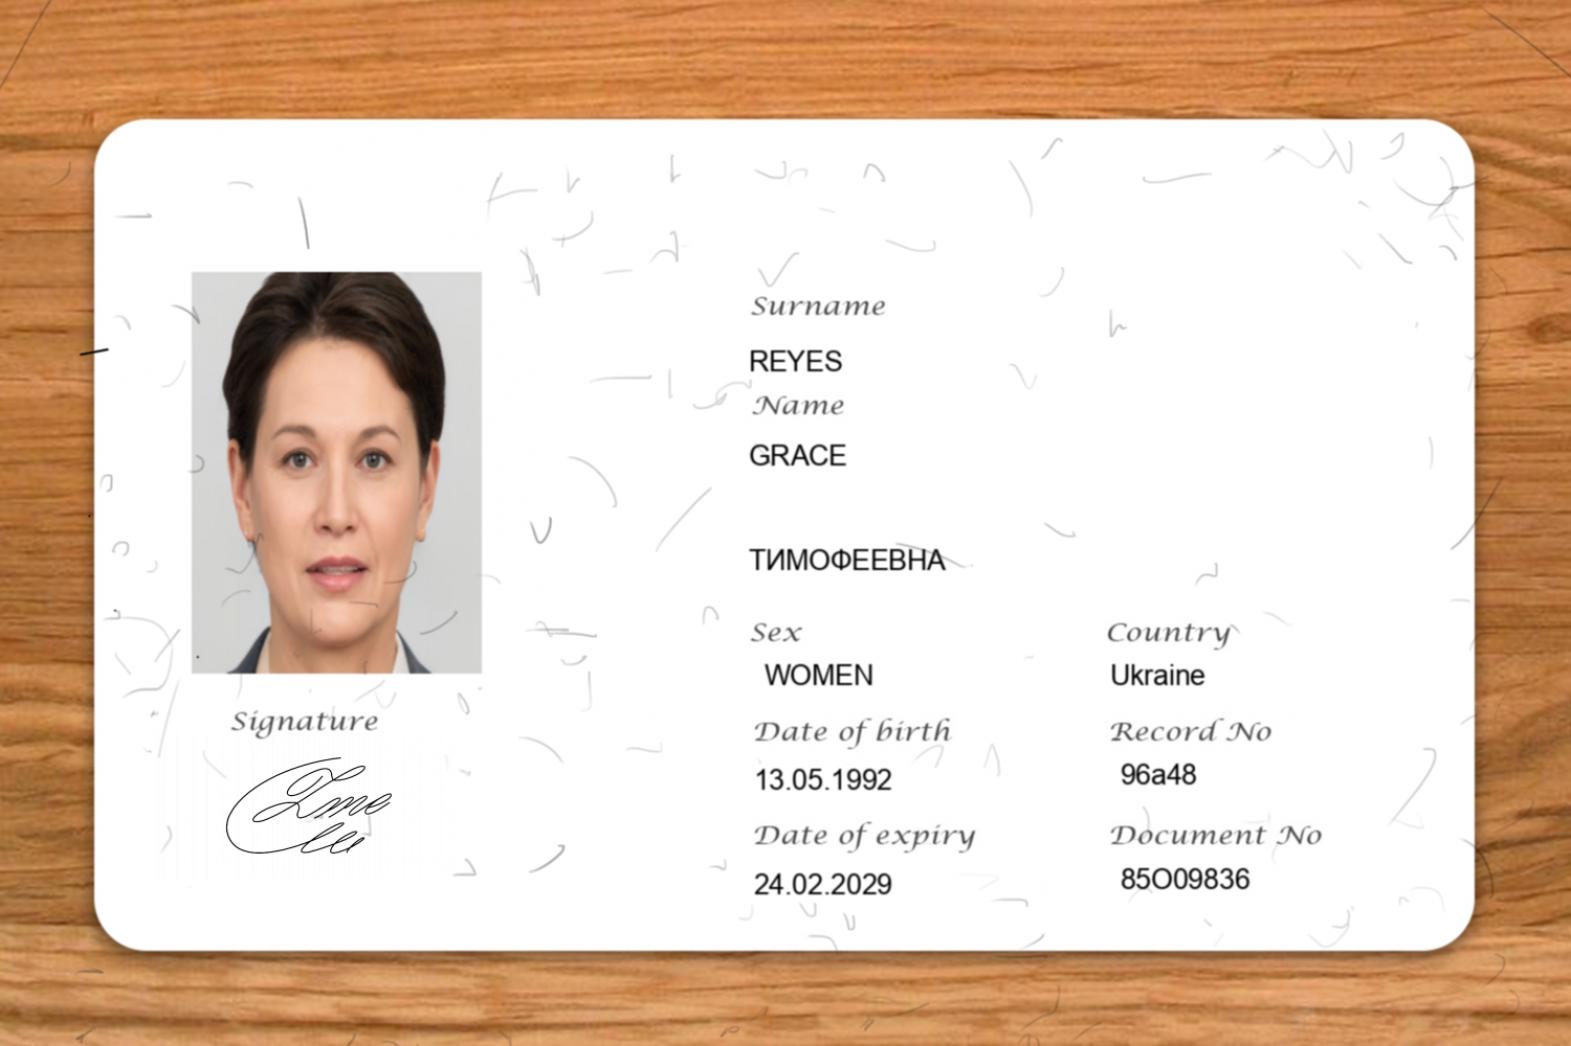 Surname
REYES
Name
GRACE
ТИМОФЕЕВНА
Sex
Country
WOMEN
Ukraine
Date of birth
Record No
13.05.1992
96a48
Date of expiry
Document No
24.02.2029
85O09836
Signature